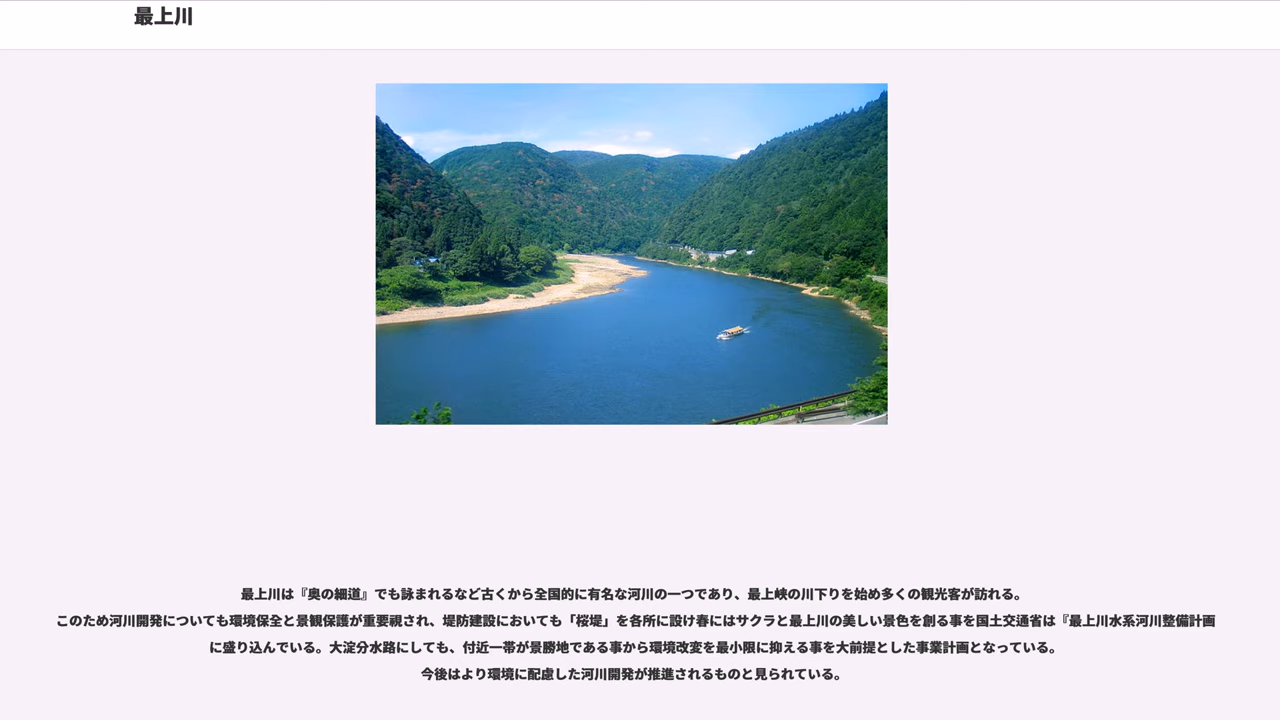 最上川
最上川は『奥の細道』でも詠まれるなど古くから全国的に有名な河川の一つであり、最上峡の川下りを始め多くの観光客が訪れる。
このため河川開発についても環境保全と景観保護が重要視され、堤防建設においても「桜堤」を各所に設け春にはサクラと最上川の美しい景色を創る事を国土交通省は『最上川水系河川整備計画
に盛り込んでいる。大淀分水路にしても、付近一帯が景勝地である事から環境改変を最小限に抑える事を大前提とした事業計画となっている。
今後はより環境に配慮した河川開発が推進されるものと見られている。